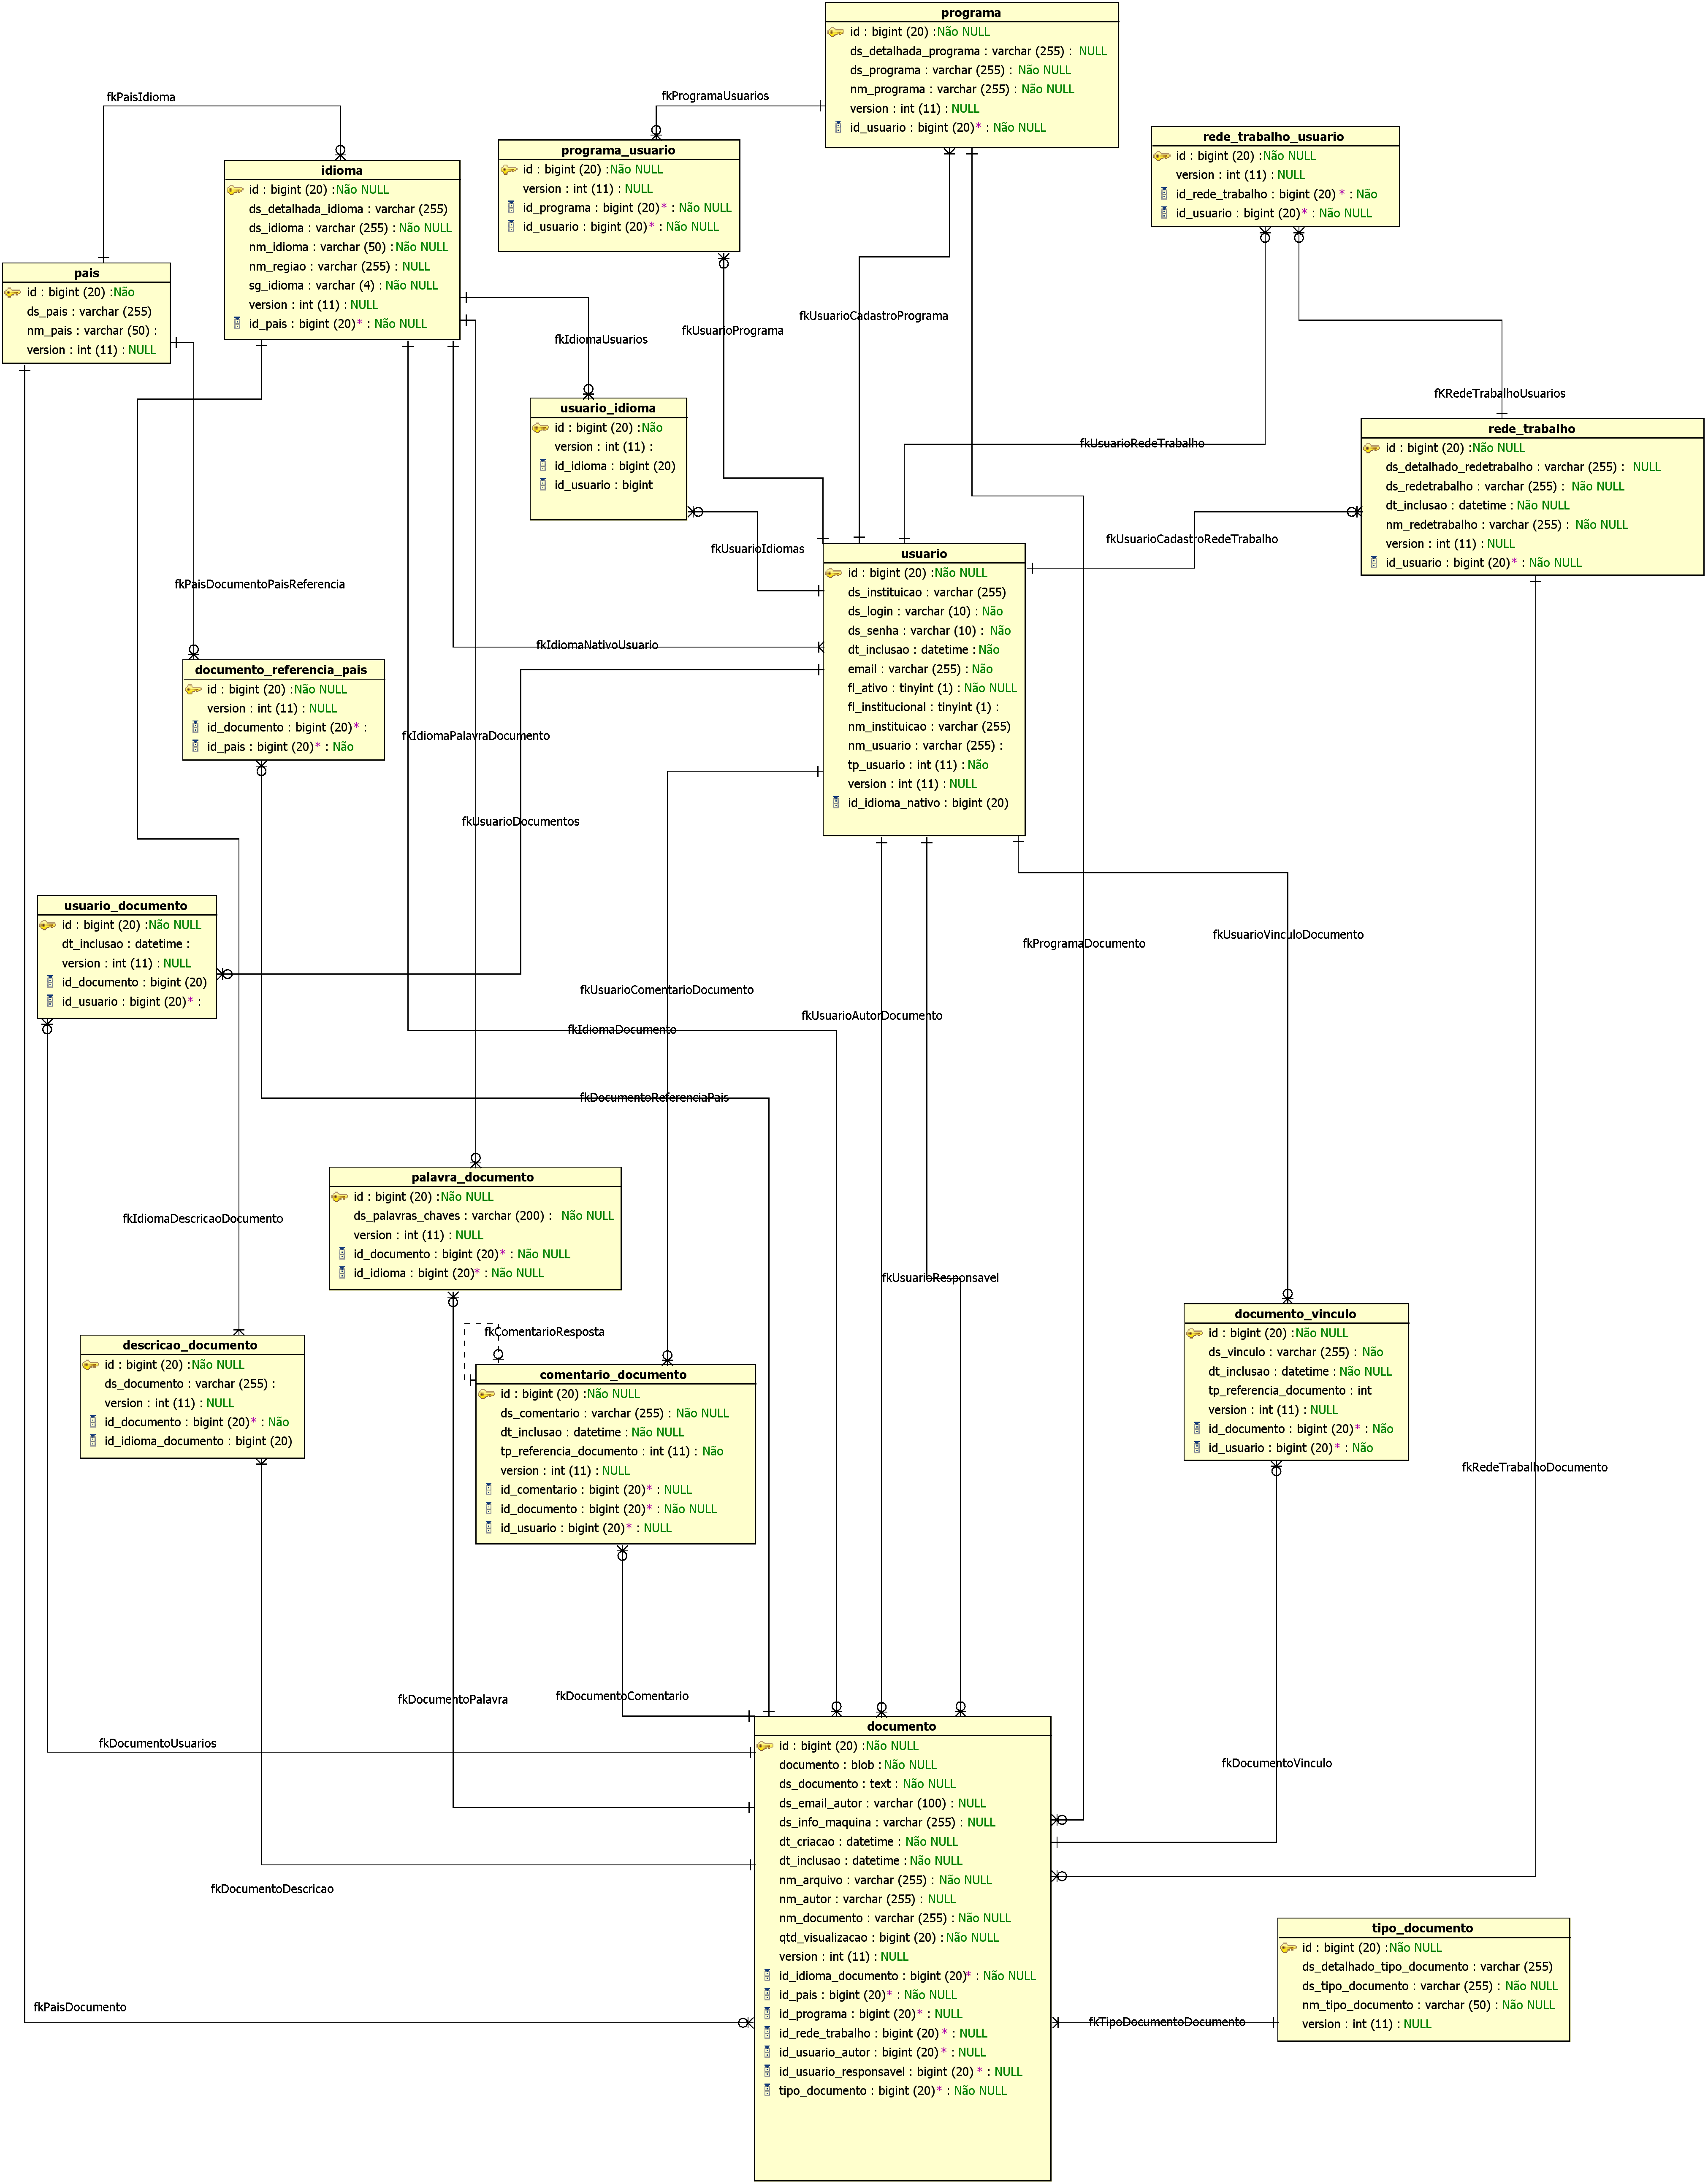 programa
id : bigint (20) :Não NULL
ds_detalhada_programa : varchar (255) : NULL
ds_programa : varchar (255) : Não NULL
nm_programa : varchar (255) : Não NULL
version : int (11) : NULL
id_usuario : bigint (20)* : Não NULL
fkPaisIdioma
fkProgramaUsuarios
rede_trabalho_usuario
id : bigint (20) :Não NULL
version : int (11) : NULL
id_rede_trabalho : bigint (20) * : Não
id_usuario : bigint (20)* : Não NULL
programa_usuario
id : bigint (20) :Não NULL
version : int (11) : NULL
id_programa : bigint (20)* : Não NULL
id_usuario : bigint (20)* : Não NULL
idioma
id : bigint (20) :Não NULL
ds_detalhada_idioma : varchar (255)
ds_idioma : varchar (255) : Não NULL
nm_idioma : varchar (50) : Não NULL
nm_regiao : varchar (255) : NULL
sg_idioma : varchar (4) : Não NULL
version : int (11) : NULL
id_pais : bigint (20)* : Não NULL
pais
id : bigint (20) :Não
ds_pais : varchar (255)
nm_pais : varchar (50) :
version : int (11) : NULL
fkUsuarioCadastroPrograma
fkUsuarioPrograma
fkIdiomaUsuarios
fKRedeTrabalhoUsuarios
usuario_idioma
id : bigint (20) :Não
version : int (11) :
id_idioma : bigint (20)
id_usuario : bigint
fkUsuarioRedeTrabalho
rede_trabalho
id : bigint (20) :Não NULL
ds_detalhado_redetrabalho : varchar (255) : NULL
ds_redetrabalho : varchar (255) : Não NULL
dt_inclusao : datetime : Não NULL
nm_redetrabalho : varchar (255) : Não NULL
version : int (11) : NULL
id_usuario : bigint (20)* : Não NULL
fkUsuarioCadastroRedeTrabalho
fkUsuarioIdiomas
usuario
id : bigint (20) :Não NULL
ds_instituicao : varchar (255)
ds_login : varchar (10) : Não
ds_senha : varchar (10) : Não
dt_inclusao : datetime : Não
email : varchar (255) : Não
fl_ativo : tinyint (1) : Não NULL
fl_institucional : tinyint (1) :
nm_instituicao : varchar (255)
nm_usuario : varchar (255) :
tp_usuario : int (11) : Não
version : int (11) : NULL
id_idioma_nativo : bigint (20)
fkPaisDocumentoPaisReferencia
fkIdiomaNativoUsuario
documento_referencia_pais
id : bigint (20) :Não NULL
version : int (11) : NULL
id_documento : bigint (20)* :
id_pais : bigint (20)* : Não
fkIdiomaPalavraDocumento
fkUsuarioDocumentos
usuario_documento
id : bigint (20) :Não NULL
dt_inclusao : datetime :
version : int (11) : NULL
id_documento : bigint (20)
id_usuario : bigint (20)* :
fkUsuarioVinculoDocumento
fkProgramaDocumento
fkUsuarioComentarioDocumento
fkUsuarioAutorDocumento
fkIdiomaDocumento
fkDocumentoReferenciaPais
palavra_documento
id : bigint (20) :Não NULL
ds_palavras_chaves : varchar (200) : Não NULL
version : int (11) : NULL
id_documento : bigint (20)* : Não NULL
id_idioma : bigint (20)* : Não NULL
fkIdiomaDescricaoDocumento
fkUsuarioResponsavel
documento_vinculo
id : bigint (20) :Não NULL
ds_vinculo : varchar (255) : Não
dt_inclusao : datetime : Não NULL
tp_referencia_documento : int
version : int (11) : NULL
id_documento : bigint (20)* : Não
id_usuario : bigint (20)* : Não
fkComentarioResposta
descricao_documento
id : bigint (20) :Não NULL
ds_documento : varchar (255) :
version : int (11) : NULL
id_documento : bigint (20)* : Não
id_idioma_documento : bigint (20)
comentario_documento
id : bigint (20) :Não NULL
ds_comentario : varchar (255) : Não NULL
dt_inclusao : datetime : Não NULL
tp_referencia_documento : int (11) : Não
version : int (11) : NULL
id_comentario : bigint (20)* : NULL
id_documento : bigint (20)* : Não NULL
id_usuario : bigint (20)* : NULL
fkRedeTrabalhoDocumento
fkDocumentoComentario
fkDocumentoPalavra
fkDocumentoUsuarios
fkDocumentoVinculo
documento
id : bigint (20) :Não NULL
documento : blob : Não NULL
ds_documento : text : Não NULL
ds_email_autor : varchar (100) : NULL
ds_info_maquina : varchar (255) : NULL
dt_criacao : datetime : Não NULL
dt_inclusao : datetime : Não NULL
nm_arquivo : varchar (255) : Não NULL
nm_autor : varchar (255) : NULL
nm_documento : varchar (255) : Não NULL
qtd_visualizacao : bigint (20) : Não NULL
version : int (11) : NULL
id_idioma_documento : bigint (20)* : Não NULL
id_pais : bigint (20)* : Não NULL
id_programa : bigint (20)* : NULL
id_rede_trabalho : bigint (20) * : NULL
id_usuario_autor : bigint (20) * : NULL
id_usuario_responsavel : bigint (20) * : NULL
tipo_documento : bigint (20)* : Não NULL
fkDocumentoDescricao
fkPaisDocumento
tipo_documento
id : bigint (20) :Não NULL
ds_detalhado_tipo_documento : varchar (255)
ds_tipo_documento : varchar (255) : Não NULL
nm_tipo_documento : varchar (50) : Não NULL
version : int (11) : NULL
fkTipoDocumentoDocumento